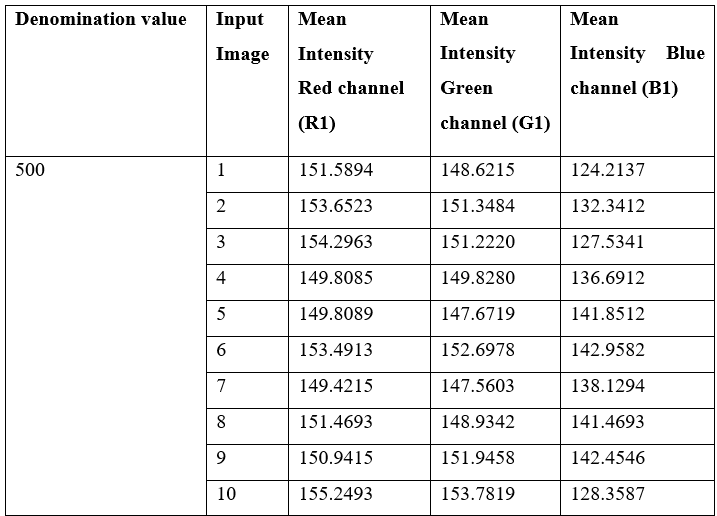 Denomination value Input Image Mean Intensity Red channel (R1) Mean Intensity Green channel (G1) Mean Intensity Blue channel (B1)
500 1 151.5894 148.6215 124.2137
2 153.6523 151.3484 132.3412
3 154.2963 151.2220 127.5341
4 149.8085 149.8280 136.6912
5 149.8089 147.6719 141.8512
6 153.4913 152.6978 142.9582
7 149.4215 147.5603 138.1294
8 151.4693 148.9342 141.4693
9 150.9415 151.9458 142.4546
10 155.2493 153.7819 128.3587